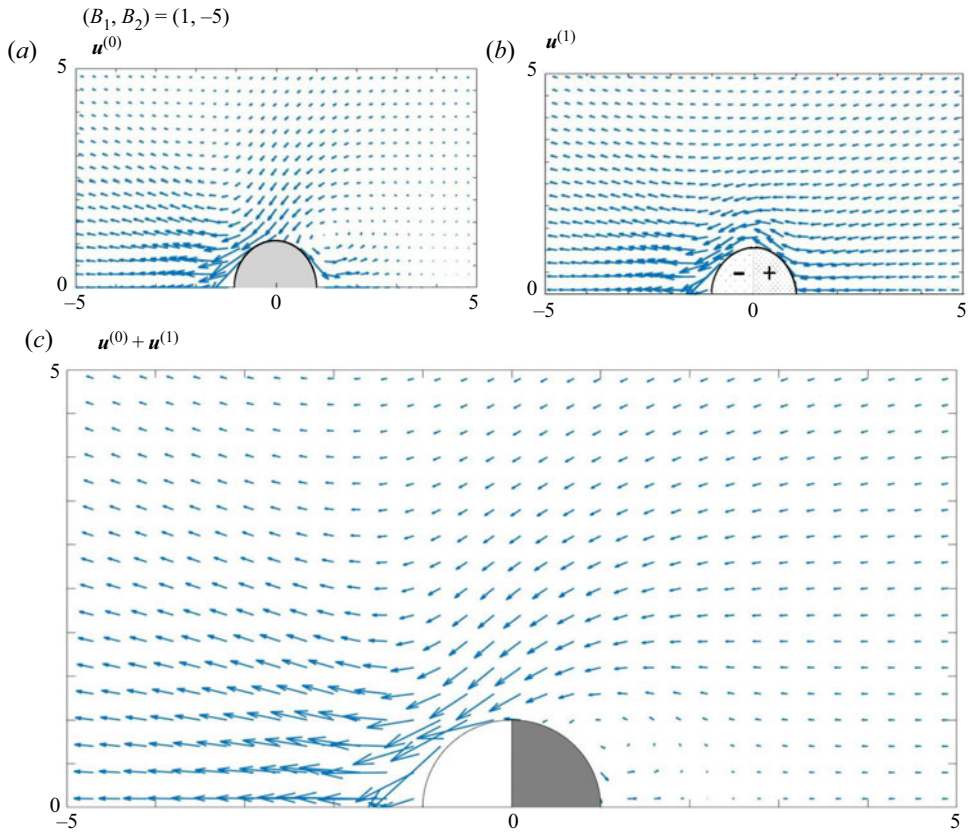 (B₁, B₂) = (1, –5)
(a)
u⁽⁰⁾
5
0
–5
0
5
(b)
u⁽¹⁾
5
0
–
+
–5
0
5
(c)
u⁽⁰⁾ + u⁽¹⁾
5
0
–5
0
5